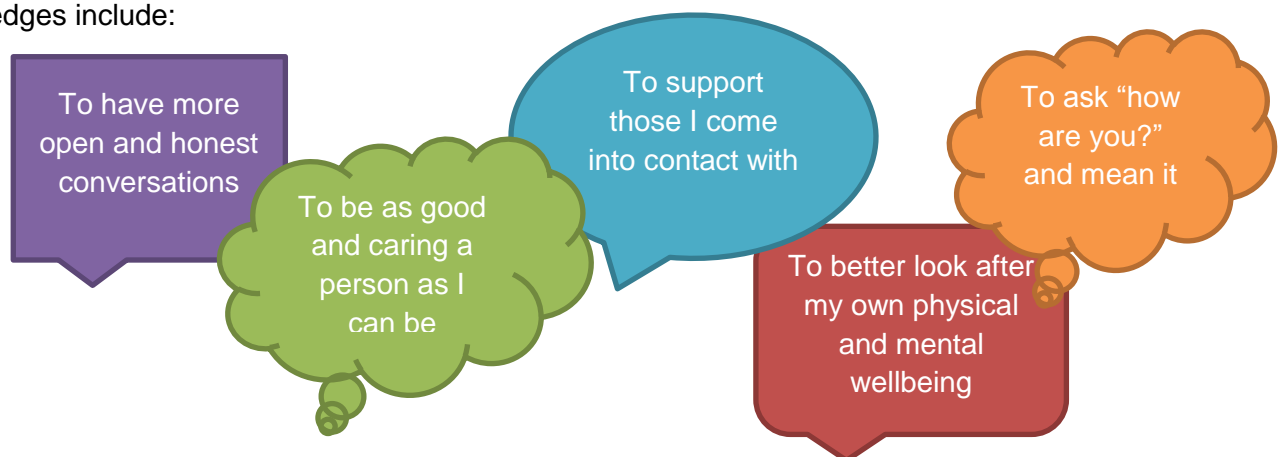 edges include:
To have more
open and honest
conversations
To be as good
and caring a
person as I
can be
To support
those I come
into contact with
To better look after
my own physical
and mental
wellbeing
To ask “how
are you?”
and mean it